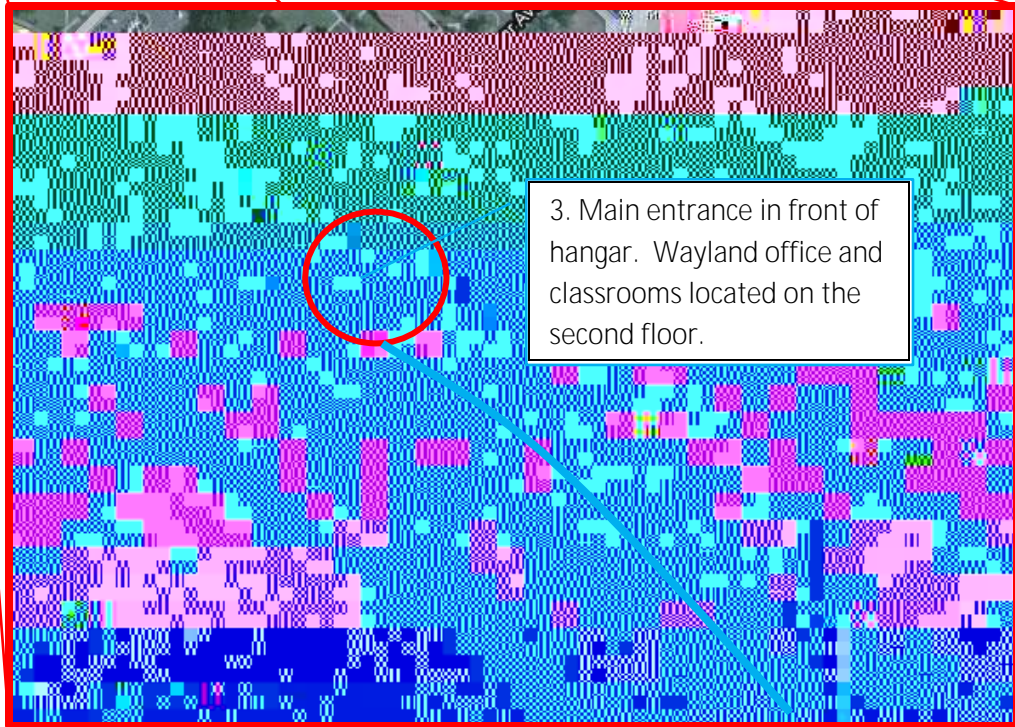 3. Main entrance in front of
hangar.  Wayland office and
classrooms located on the
second floor.